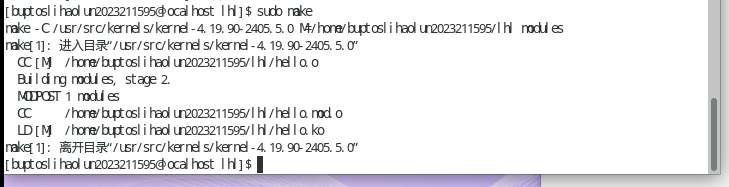 [buptoslihaolun2023211595@localhost lhl]$ sudo make
make -C /usr/src/kernels/kernel-4.19.90-2405.5.0 M=/home/buptoslihaolun2023211595/lhl modules
make[1]: 进入目录“/usr/src/kernels/kernel-4.19.90-2405.5.0”
CC [M] /home/buptoslihaolun2023211595/lhl/hello.o
Building modules, stage 2.
MODPOST 1 modules
CC /home/buptoslihaolun2023211595/lhl/hello.mod.o
LD [M] /home/buptoslihaolun2023211595/lhl/hello.ko
make[1]: 离开目录“/usr/src/kernels/kernel-4.19.90-2405.5.0”
[buptoslihaolun2023211595@localhost lhl]$